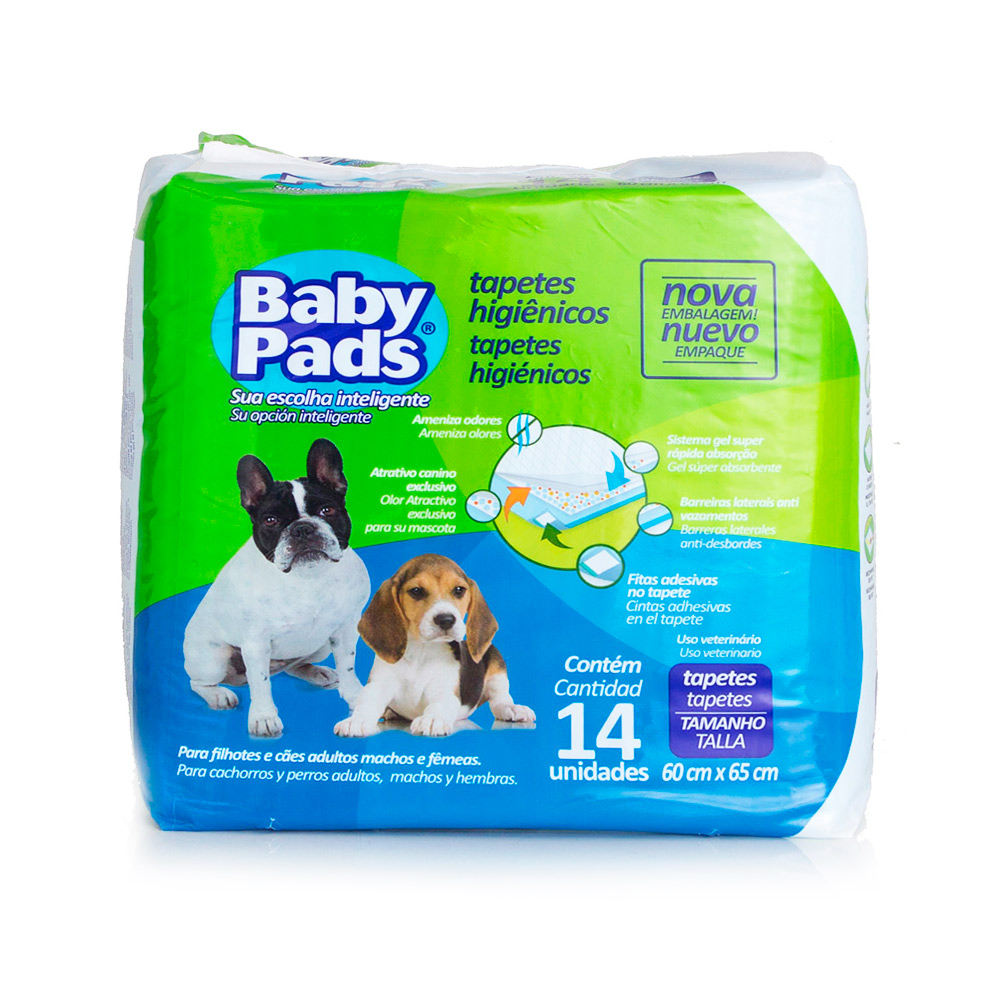 Baby
Pads®
Sua escolha inteligente
Su opción inteligente
tapetes
higiênicos
tapetes
higiénicos
nova
EMBALAGEM!
nuevo
EMPAQUE
Ameniza odores
Ameniza olores
Atrativo canino
exclusivo
Olor Atractivo
exclusivo
para su mascota
Sistema gel super
rápida absorção
Gel súper absorbente
Barreiras laterais anti
vazamentos
Barreras laterales
anti-desbordes
Fitas adesivas
no tapete
Cintas adhesivas
en el tapete
Uso veterinário
Uso veterinario
Contém
Cantidad
14
unidades
tapetes
tapetes
TAMANHO
TALLA
60 cm x 65 cm
Para filhotes e cães adultos machos e fêmeas.
Para cachorros y perros adultos, machos y hembras.